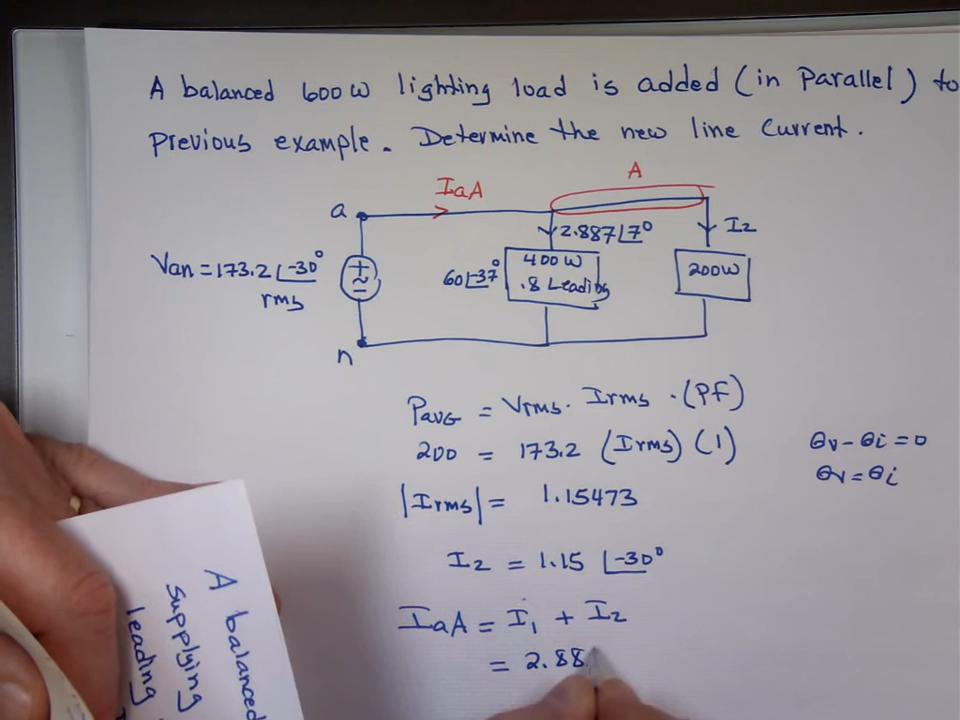 A balanced 600W lighting load is added (in Parallel) to
previous example. Determine the new line Current.
A
IaA
a
2.887∠7° I2
Van = 173.2∠-30°
rms
+
~
-
60∠-37°
400W
.8 Leading
200W
n
PAVG = Vrms. Irms .(PF)
200 = 173.2 (Irms) (1)
θv - θi = 0
θv = θi
|Irms| = 1.15473
I2 = 1.15 ∠-30°
IaA = I1 + I2
= 2.88
A balanced
supplying
leading